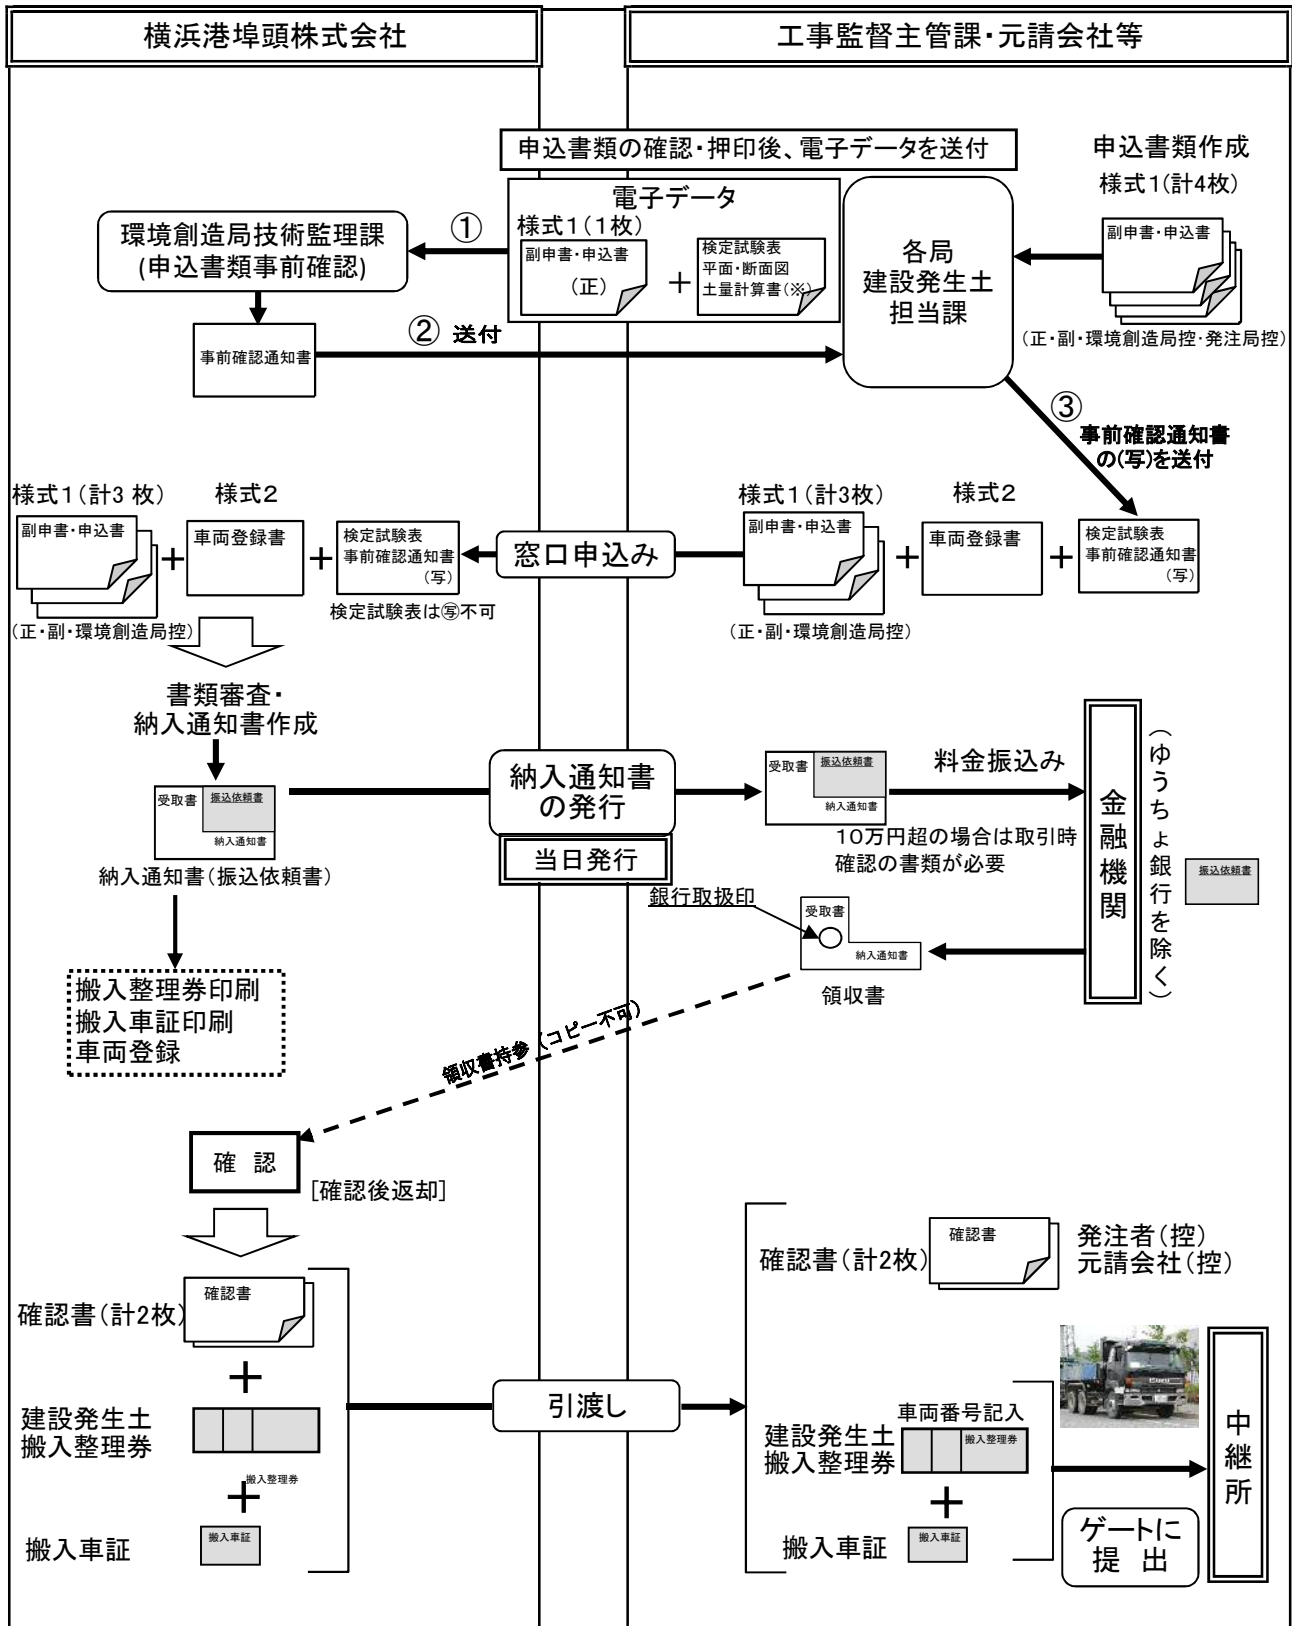 横浜港埠頭株式会社
工事監督主管課・元請会社等
申込書類の確認・押印後、電子データを送付
申込書類作成
様式1(計4枚)
副申書・申込書
(正・副・環境創造局控・発注局控)
電子データ
様式1(1枚)
副申書・申込書
(正)
+
検定試験表
平面・断面図
土量計算書(※)
各局
建設発生土
担当課
①
環境創造局技術監理課
(申込書類事前確認)
事前確認通知書
② 送付
③
事前確認通知書
の(写)を送付
様式1(計3 枚)
副申書・申込書
(正・副・環境創造局控)
+
様式2
車両登録書
+
検定試験表
事前確認通知書
(写)
検定試験表は㊢不可
窓口申込み
様式1(計3枚)
副申書・申込書
(正・副・環境創造局控)
+
様式2
車両登録書
+
検定試験表
事前確認通知書
(写)
書類審査・
納入通知書作成
受取書
振込依頼書
納入通知書
納入通知書(振込依頼書)
納入通知書
の発行
当日発行
受取書
振込依頼書
納入通知書
料金振込み
10万円超の場合は取引時
確認の書類が必要
金融機関
(ゆうちょ銀行を除く)
振込依頼書
銀行取扱印
受取書
納入通知書
領収書
搬入整理券印刷
搬入車証印刷
車両登録
領収書持参(コピー不可)
確 認
[確認後返却]
確認書(計2枚)
確認書
+
建設発生土
搬入整理券
搬入整理券
+
搬入車証
搬入車証
引渡し
確認書(計2枚)
確認書
発注者(控)
元請会社(控)
車両番号記入
建設発生土
搬入整理券
搬入整理券
+
搬入車証
搬入車証
ゲートに
提 出
中継所